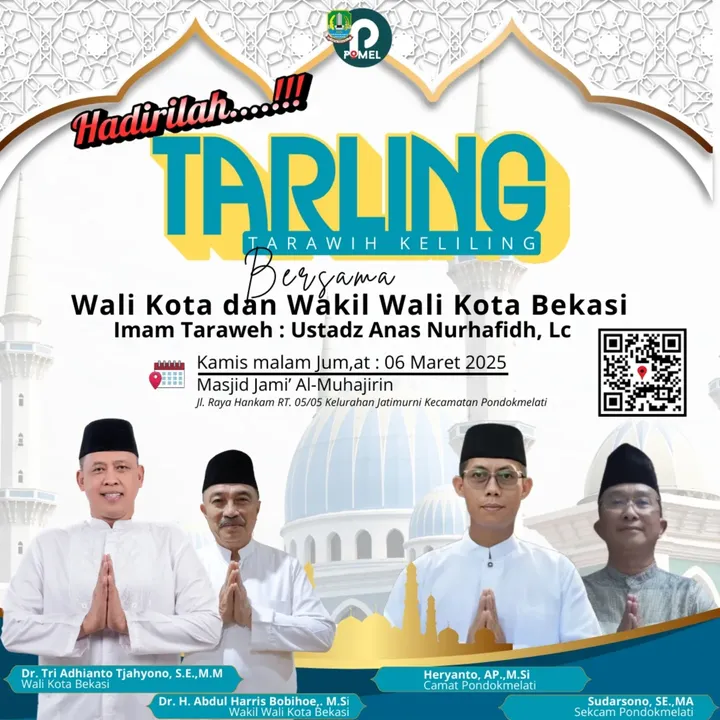 POMEL
Hadirilah....!!!
TARLING
TARAWIH KELILING
Bersama
Wali Kota dan Wakil Wali Kota Bekasi
Imam Taraweh : Ustadz Anas Nurhafidh, Lc
Kamis malam Jum,at : 06 Maret 2025
Masjid Jami' Al-Muhajirin
Jl. Raya Hankam RT. 05/05 Kelurahan Jatimurni Kecamatan Pondokmelati
Dr. Tri Adhianto Tjahyono, S.E.,M.M
Wali Kota Bekasi
Dr. H. Abdul Harris Bobihoe,. M.Si
Wakil Wali Kota Bekasi
Heryanto, AP.,M.Si
Camat Pondokmelati
Sudarsono, SE.,MA
Sekcam Pondokmelati